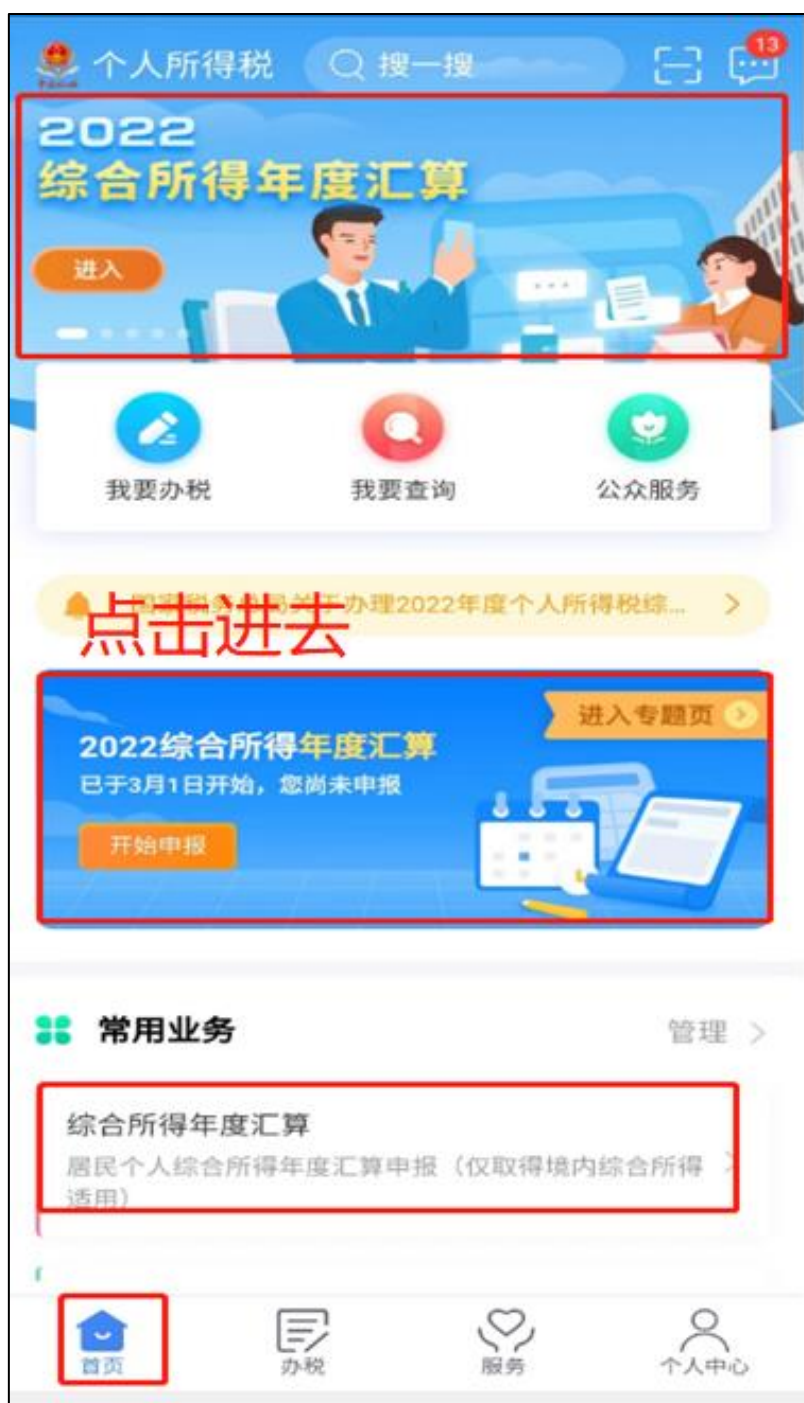 个人所得税
搜一搜
13
2022
综合所得年度汇算
进入
我要办税
我要查询
公众服务
关于办理2022年度个人所得税综...
点击进去
进入专题页
2022综合所得年度汇算
已于3月1日开始，您尚未申报
开始申报
常用业务
管理
综合所得年度汇算
居民个人综合所得年度汇算申报（仅取得境内综合所得
适用）
首页
办税
服务
个人中心